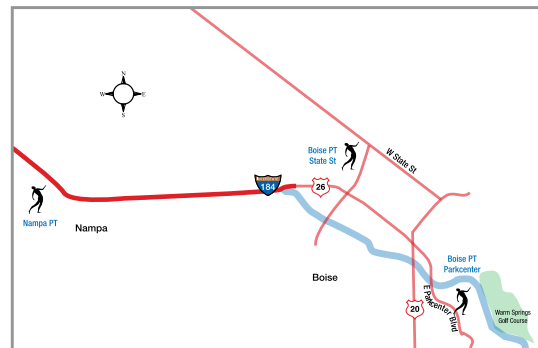 N
W E
S
Boise PT
State St
W State St
INTERSTATE
184
26
Nampa PT
Nampa
Boise PT
Parkcenter
Boise
E Parkcenter Blvd
20
Warm Springs
Golf Course